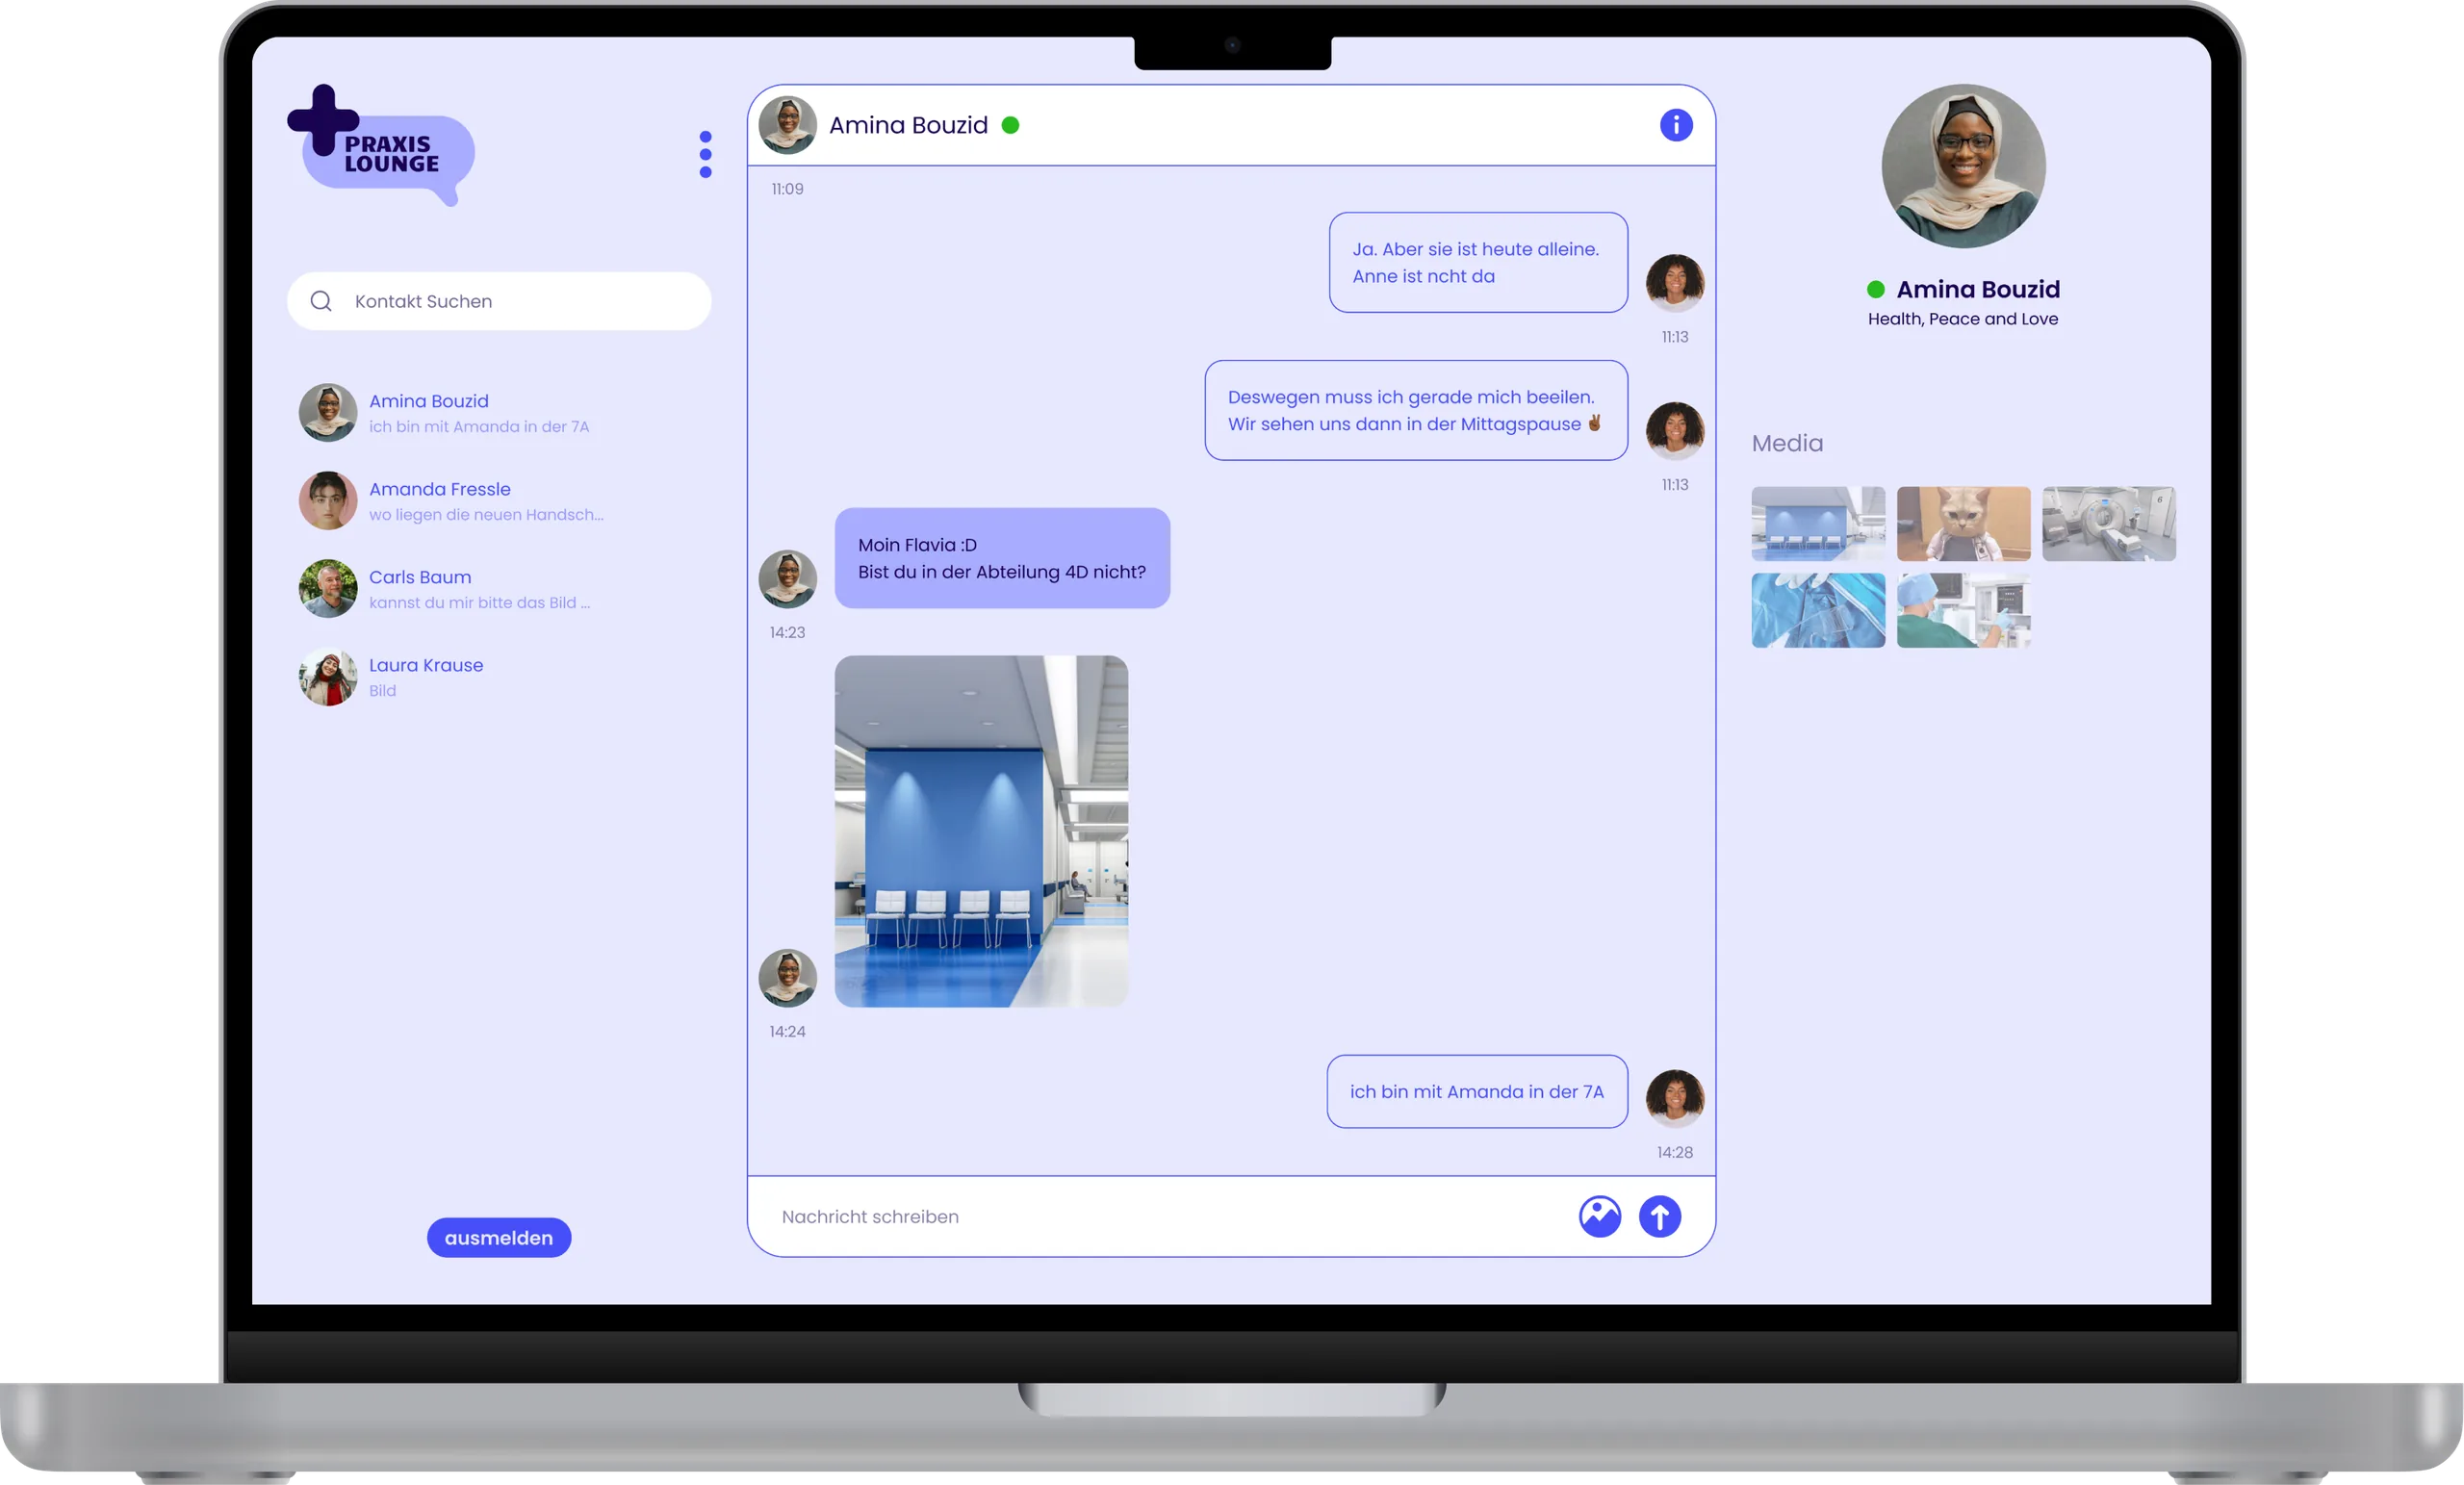 PRAXIS
LOUNGE
Kontakt Suchen
Amina Bouzid
ich bin mit Amanda in der 7A
Amanda Fressle
wo liegen die neuen Handsch...
Carls Baum
kannst du mir bitte das Bild ...
Laura Krause
Bild
ausmelden
Amina Bouzid
11:09
Ja. Aber sie ist heute alleine.
Anne ist ncht da
11:13
Deswegen muss ich gerade mich beeilen.
Wir sehen uns dann in der Mittagspause ✌🏾
11:13
Moin Flavia :D
Bist du in der Abteilung 4D nicht?
14:23
14:24
ich bin mit Amanda in der 7A
14:28
Nachricht schreiben
Amina Bouzid
Health, Peace and Love
Media
6